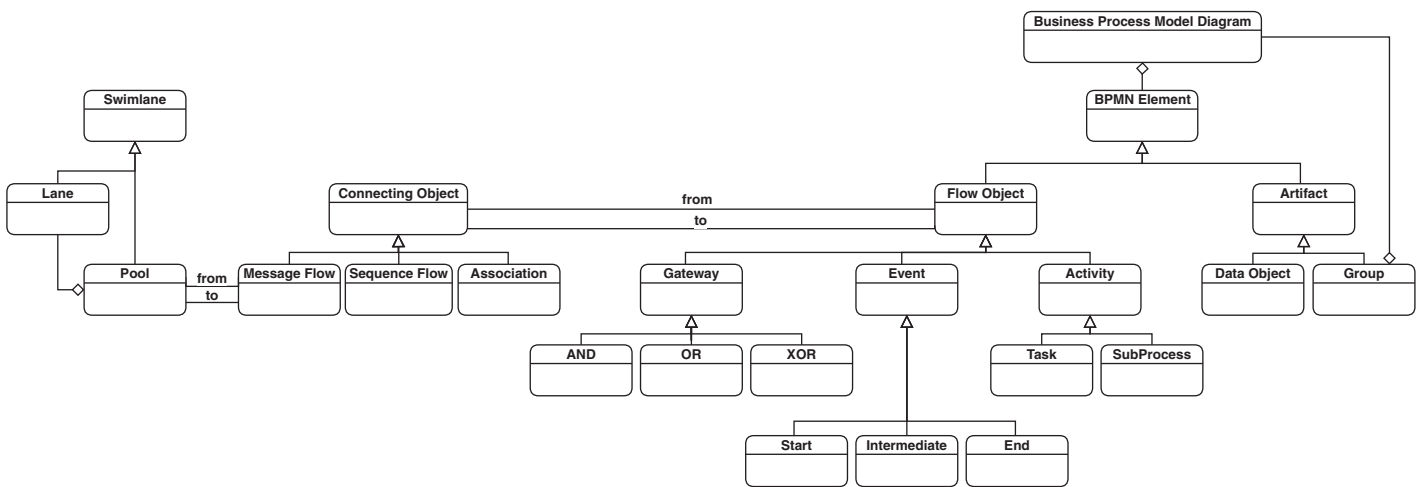 Business Process Model Diagram
Swimlane
BPMN Element
Lane
Connecting Object
from
to
Flow Object
Artifact
Pool
from
to
Message Flow
Sequence Flow
Association
Gateway
Event
Activity
Data Object
Group
AND
OR
XOR
Task
SubProcess
Start
Intermediate
End